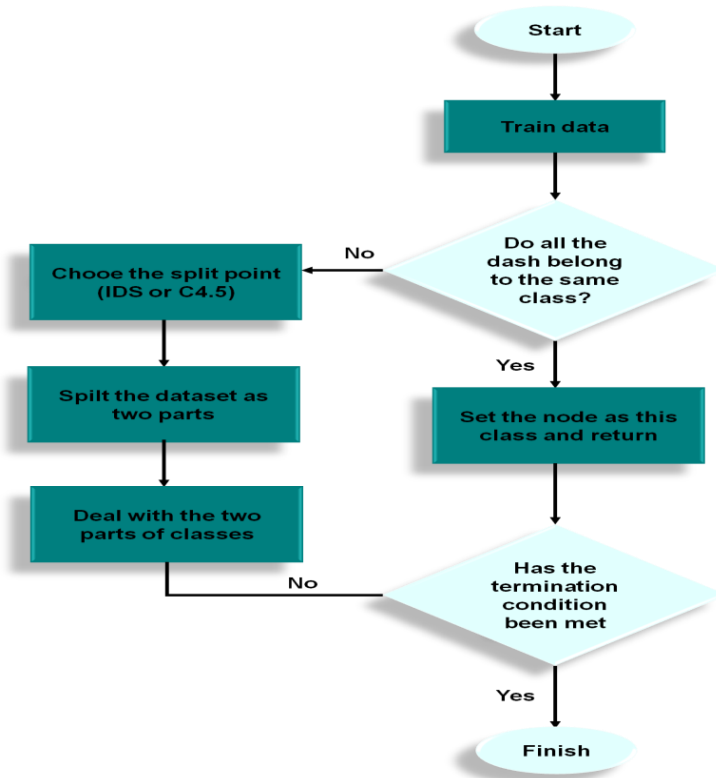 Start
Train data
Do all the
dash belong
to the same
class?
No
Chooe the split point
(IDS or C4.5)
Yes
Spilt the dataset as
two parts
Set the node as this
class and return
Deal with the two
parts of classes
No
Has the
termination
condition
been met
Yes
Finish